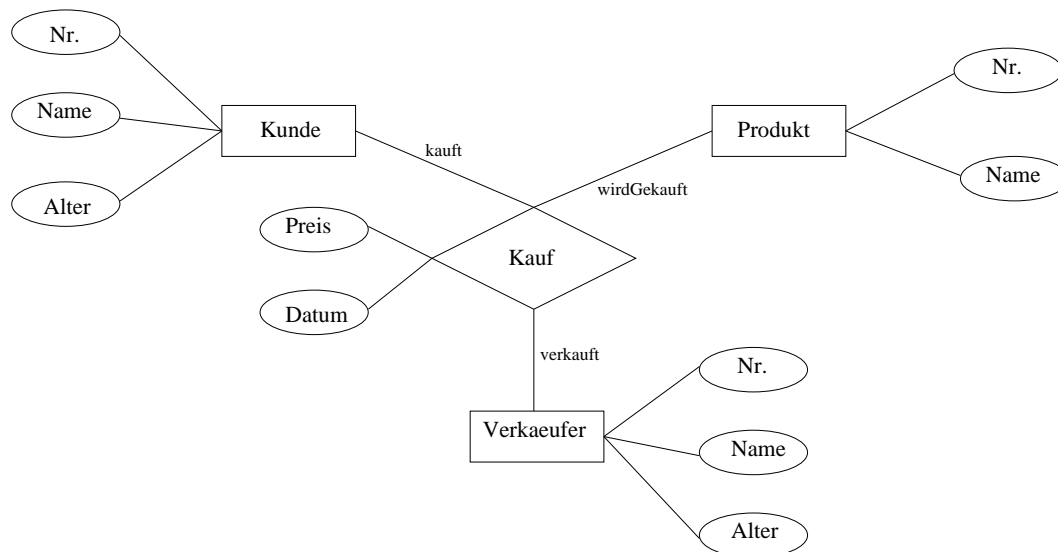 Nr.
Name
Alter
Kunde
kauft
Produkt
Nr.
Name
wirdGekauft
Preis
Datum
Kauf
verkauft
Verkaeufer
Nr.
Name
Alter